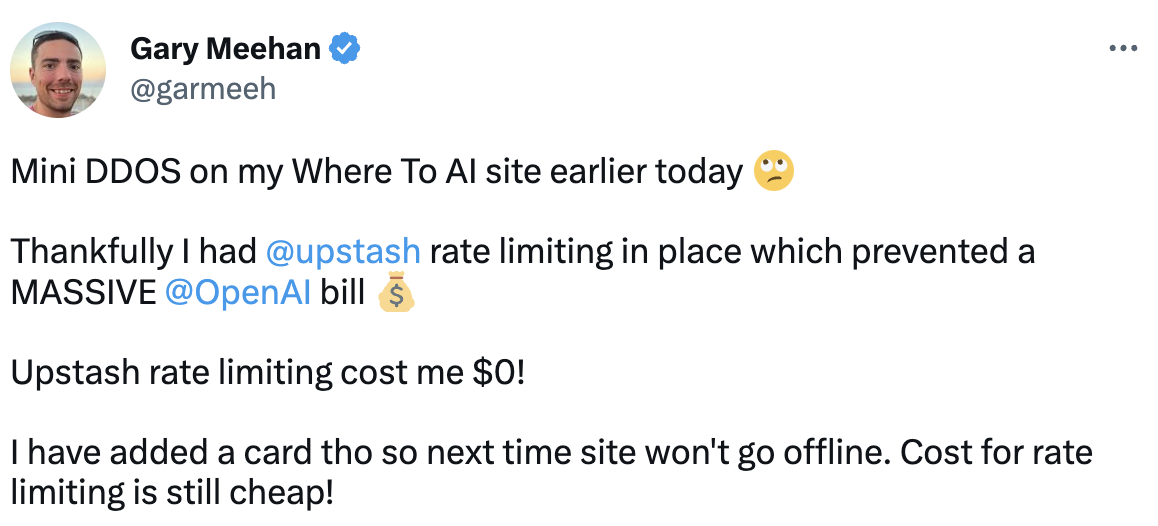 Gary Meehan
@garmeeh
Mini DDOS on my Where To AI site earlier today 🙄
Thankfully I had @upstash rate limiting in place which prevented a
MASSIVE @OpenAI bill 💰
Upstash rate limiting cost me $0!
I have added a card tho so next time site won't go offline. Cost for rate
limiting is still cheap!